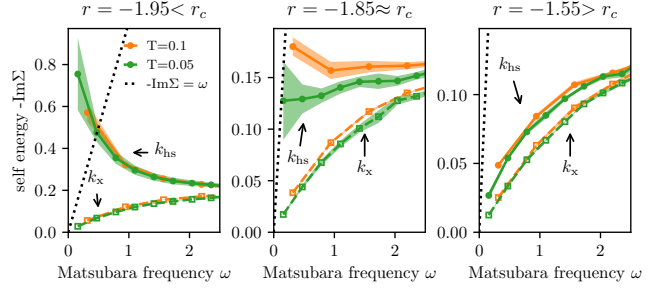 r = −1.95< r_c
r = −1.85≈ r_c
r = −1.55> r_c
self energy -ImΣ
0.0
0.2
0.4
0.6
0.8
T=0.1
T=0.05
-ImΣ = ω
k_hs
k_x
0
1
2
Matsubara frequency ω
0.00
0.05
0.10
0.15
k_hs
k_x
0
1
2
Matsubara frequency ω
0.00
0.05
0.10
k_hs
k_x
0
1
2
Matsubara frequency ω